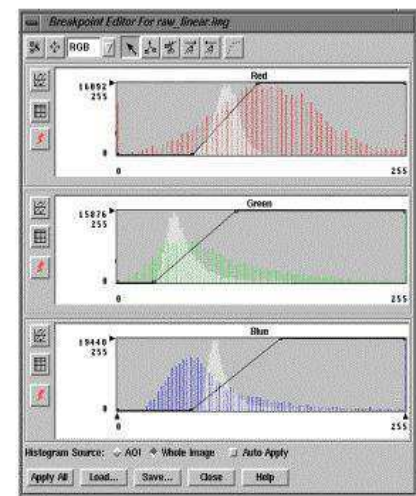 Breakpoint Editor For raw_linear.img
RGB
Red
16892
255
0
0 255
Green
15876
255
0
0 255
Blue
19440
255
0
0 255
Histogram Source: AOI Whole Image Auto Apply
Apply All Load... Save... Close Help